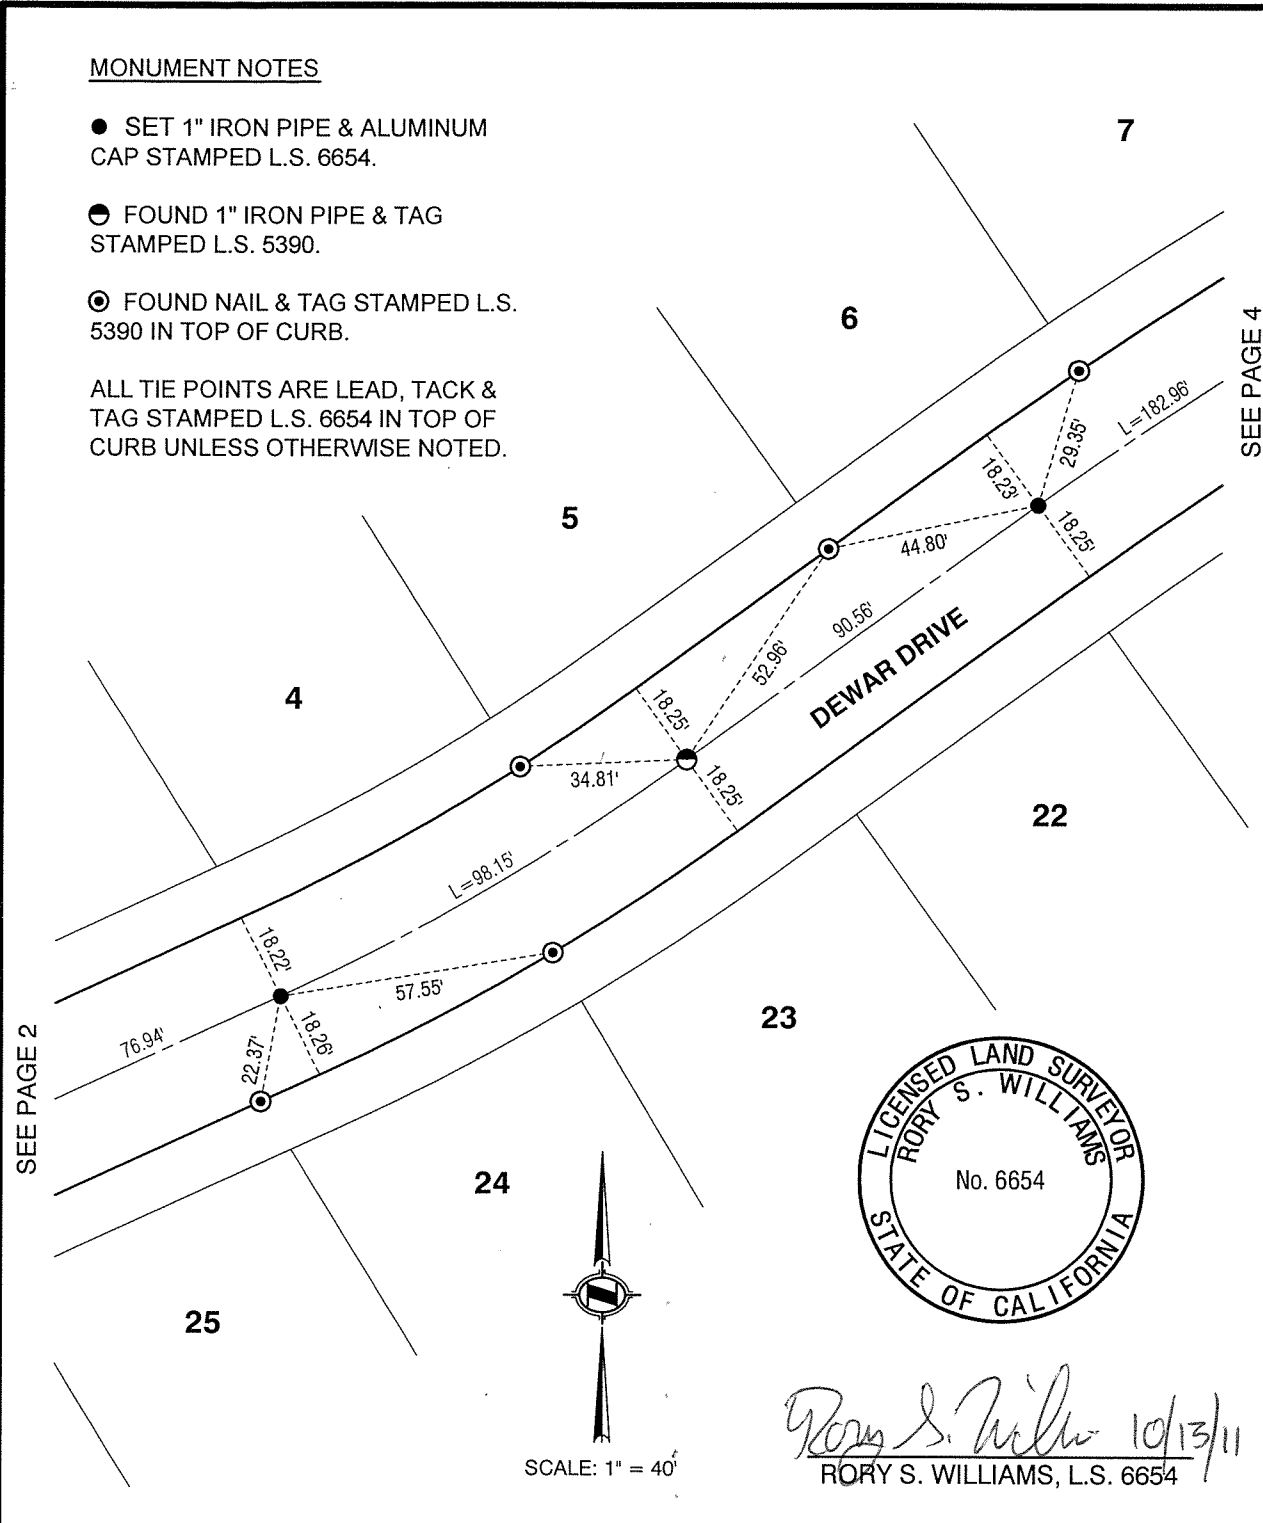 MONUMENT NOTES
● SET 1" IRON PIPE & ALUMINUM
CAP STAMPED L.S. 6654.
FOUND 1" IRON PIPE & TAG
STAMPED L.S. 5390.
FOUND NAIL & TAG STAMPED L.S.
5390 IN TOP OF CURB.
ALL TIE POINTS ARE LEAD, TACK &
TAG STAMPED L.S. 6654 IN TOP OF
CURB UNLESS OTHERWISE NOTED.
7
6
5
4
SEE PAGE 4
L=182.96'
29.35'
18.23'
18.25'
44.80'
90.56'
52.96'
DEWAR DRIVE
18.25'
18.25'
34.81'
L=98.15'
22
18.22'
57.55'
18.26'
76.94'
22.37'
SEE PAGE 2
23
24
25
LICENSED LAND SURVEYOR
RORY S. WILLIAMS
No. 6654
STATE OF CALIFORNIA
SCALE: 1" = 40'
Rory S. Willi 10/13/11
RORY S. WILLIAMS, L.S. 6654